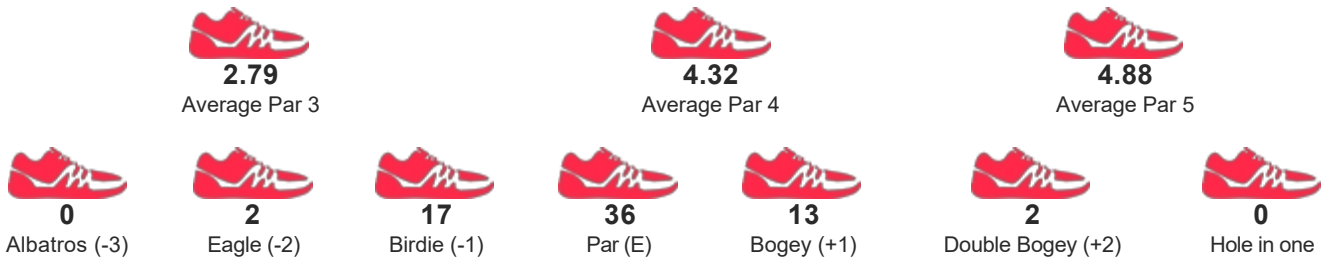 2.79 4.32 4.88
Average Par 3 Average Par 4 Average Par 5
0 2 17 36 13 2 0
Albatros (-3) Eagle (-2) Birdie (-1) Par (E) Bogey (+1) Double Bogey (+2) Hole in one